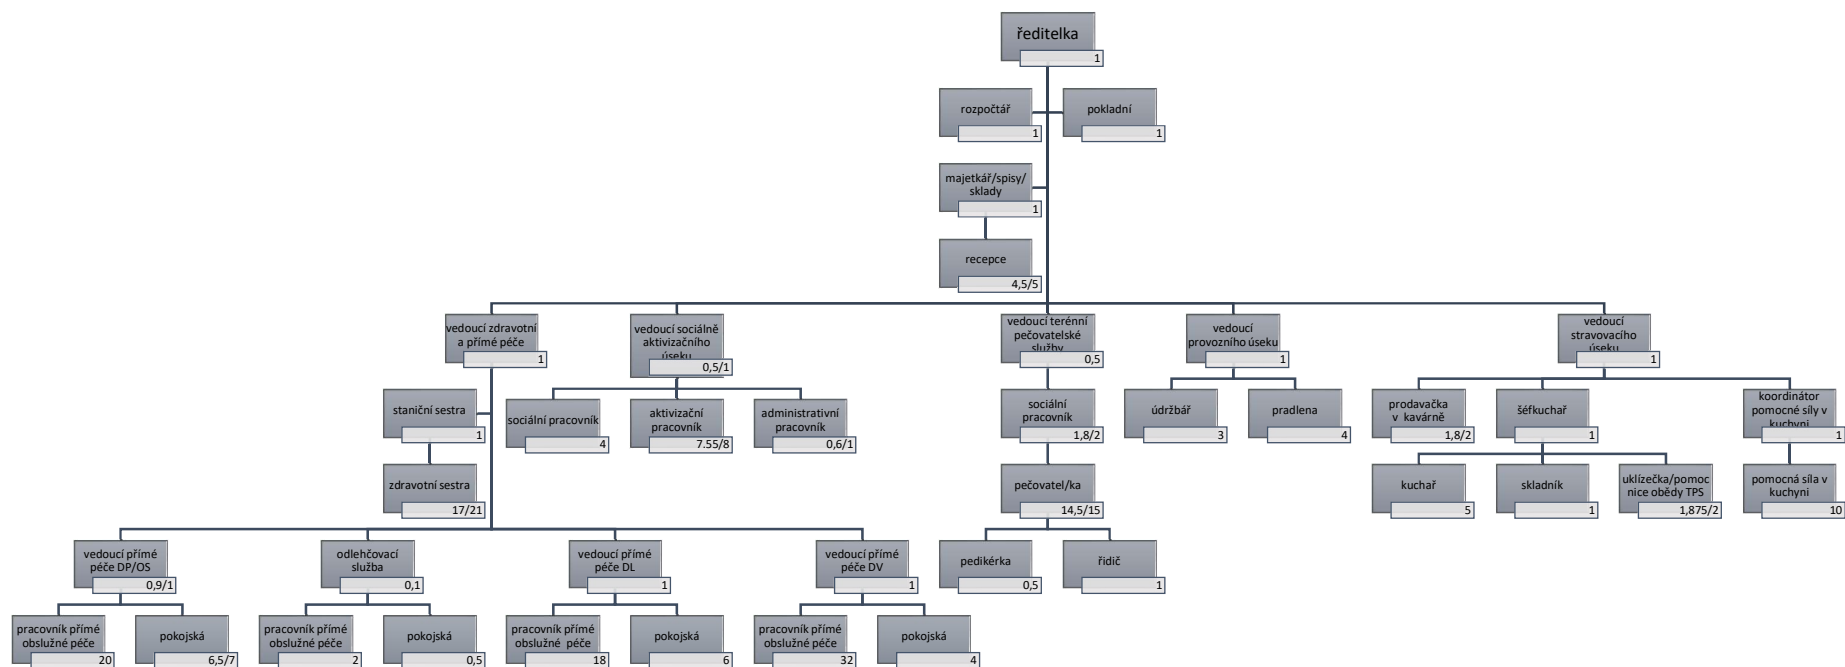 ředitelka
1
rozpočtář
1
pokladní
1
majetkář/spisy/
sklady
1
recepce
4,5/5
vedoucí zdravotní
a přímé péče
1
vedoucí sociálně
aktivizačního
úseku
0,5/1
vedoucí terénní
pečovatelské
služby
0,5
vedoucí
provozního úseku
1
vedoucí
stravovacího
úseku
1
staniční sestra
1
sociální pracovník
4
aktivizační
pracovník
7.55/8
administrativní
pracovník
0,6/1
sociální
pracovník
1,8/2
údržbář
3
pradlena
4
prodavačka
v kavárně
1,8/2
šéfkuchař
1
koordinátor
pomocné síly v
kuchyni
1
zdravotní sestra
17/21
pečovatel/ka
14,5/15
kuchař
5
skladník
1
uklízečka/pomoc
nice obědy TPS
1,875/2
pomocná síla v
kuchyni
10
vedoucí přímé
péče DP/OS
0,9/1
odlehčovací
služba
0,1
vedoucí přímé
péče DL
1
vedoucí přímé
péče DV
1
pedikérka
0,5
řidič
1
pracovník přímé
obslužné péče
20
pokojská
6,5/7
pracovník přímé
obslužné péče
2
pokojská
0,5
pracovník přímé
obslužné péče
18
pokojská
6
pracovník přímé
obslužné péče
32
pokojská
4